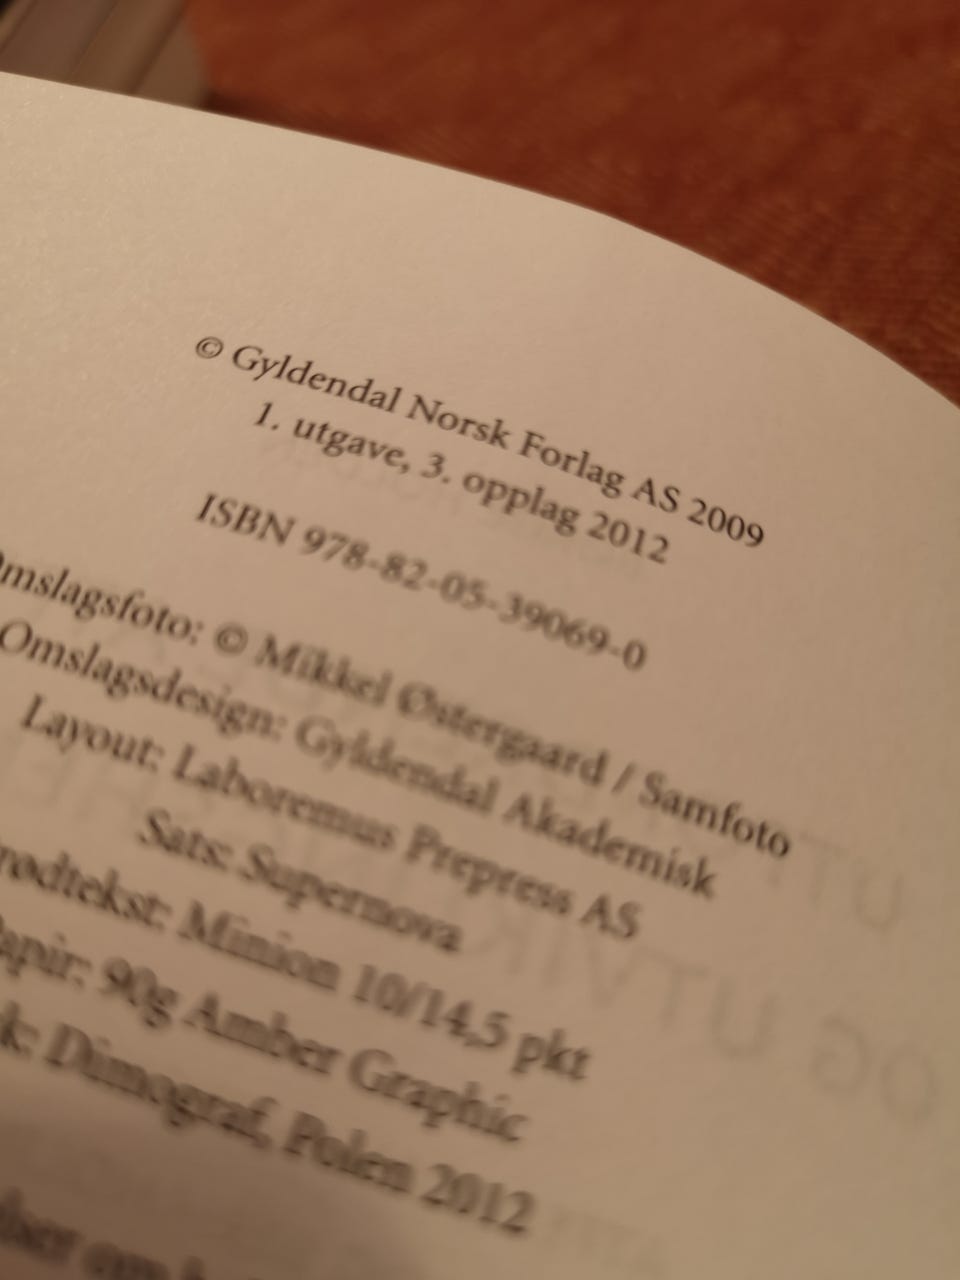 © Gyldendal Norsk Forlag AS 2009
1. utgave, 3. opplag 2012
ISBN 978-82-05-39069-0
Omslagsfoto: © Mikkel Østergaard / Samfoto
Omslagsdesign: Gyldendal Akademisk
Layout: Laboremus Prepress AS
Sats: Supernova
rødtekst: Minion 10/14,5 pkt
Papir: 90g Amber Graphic
k: Dimograf, Polen 2012